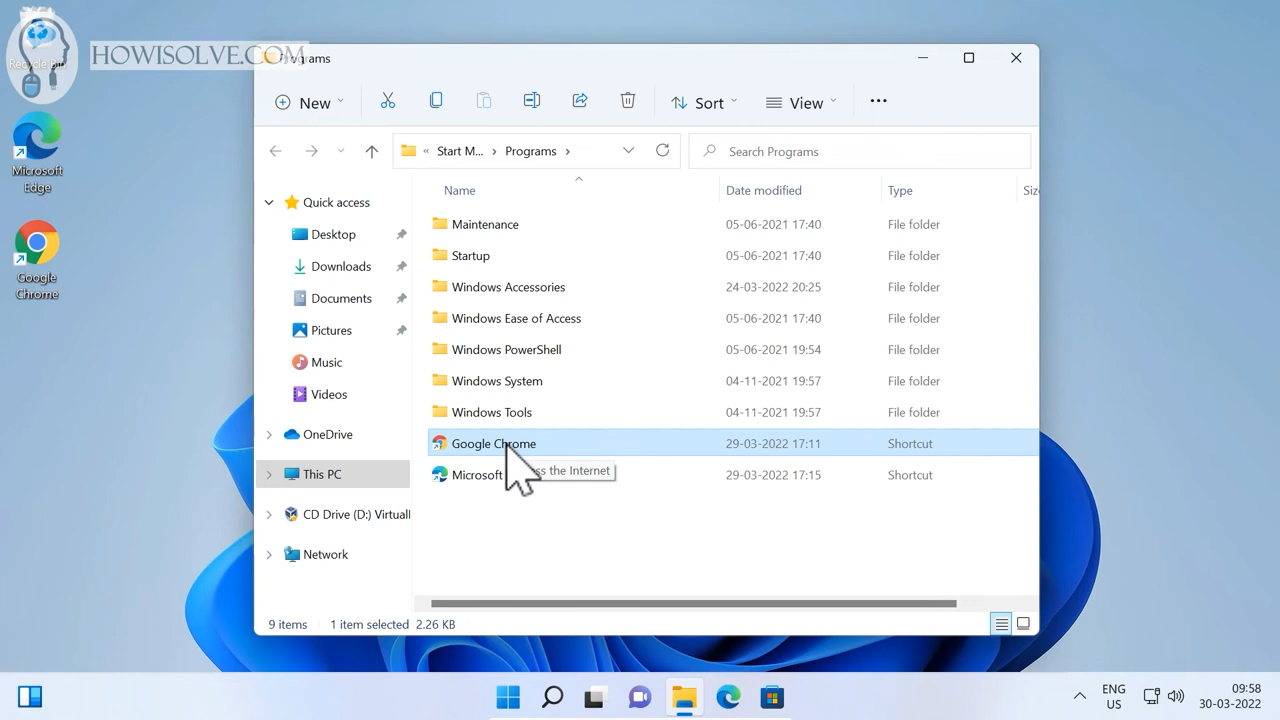 HOWISOLVE.COM
Recycle Bin
Microsoft
Edge
Google
Chrome
Programs
New
Sort
View
« Start M... > Programs >
Search Programs
Quick access
Desktop
Downloads
Documents
Pictures
Music
Videos
OneDrive
This PC
CD Drive (D:) Virtuall
Network
Name Date modified Type
Maintenance 05-06-2021 17:40 File folder
Startup 05-06-2021 17:40 File folder
Windows Accessories 24-03-2022 20:25 File folder
Windows Ease of Access 05-06-2021 17:40 File folder
Windows PowerShell 05-06-2021 19:54 File folder
Windows System 04-11-2021 19:57 File folder
Windows Tools 04-11-2021 19:57 File folder
Google Chrome 29-03-2022 17:11 Shortcut
the Internet
Microsoft 29-03-2022 17:15 Shortcut
9 items 1 item selected 2.26 KB
ENG
US
09:58
30-03-2022